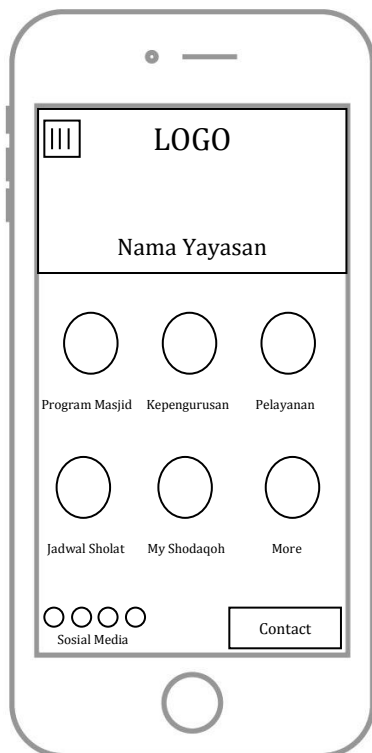 LOGO
Nama Yayasan
Program Masjid
Kepengurusan
Pelayanan
Jadwal Sholat
My Shodaqoh
More
Sosial Media
Contact